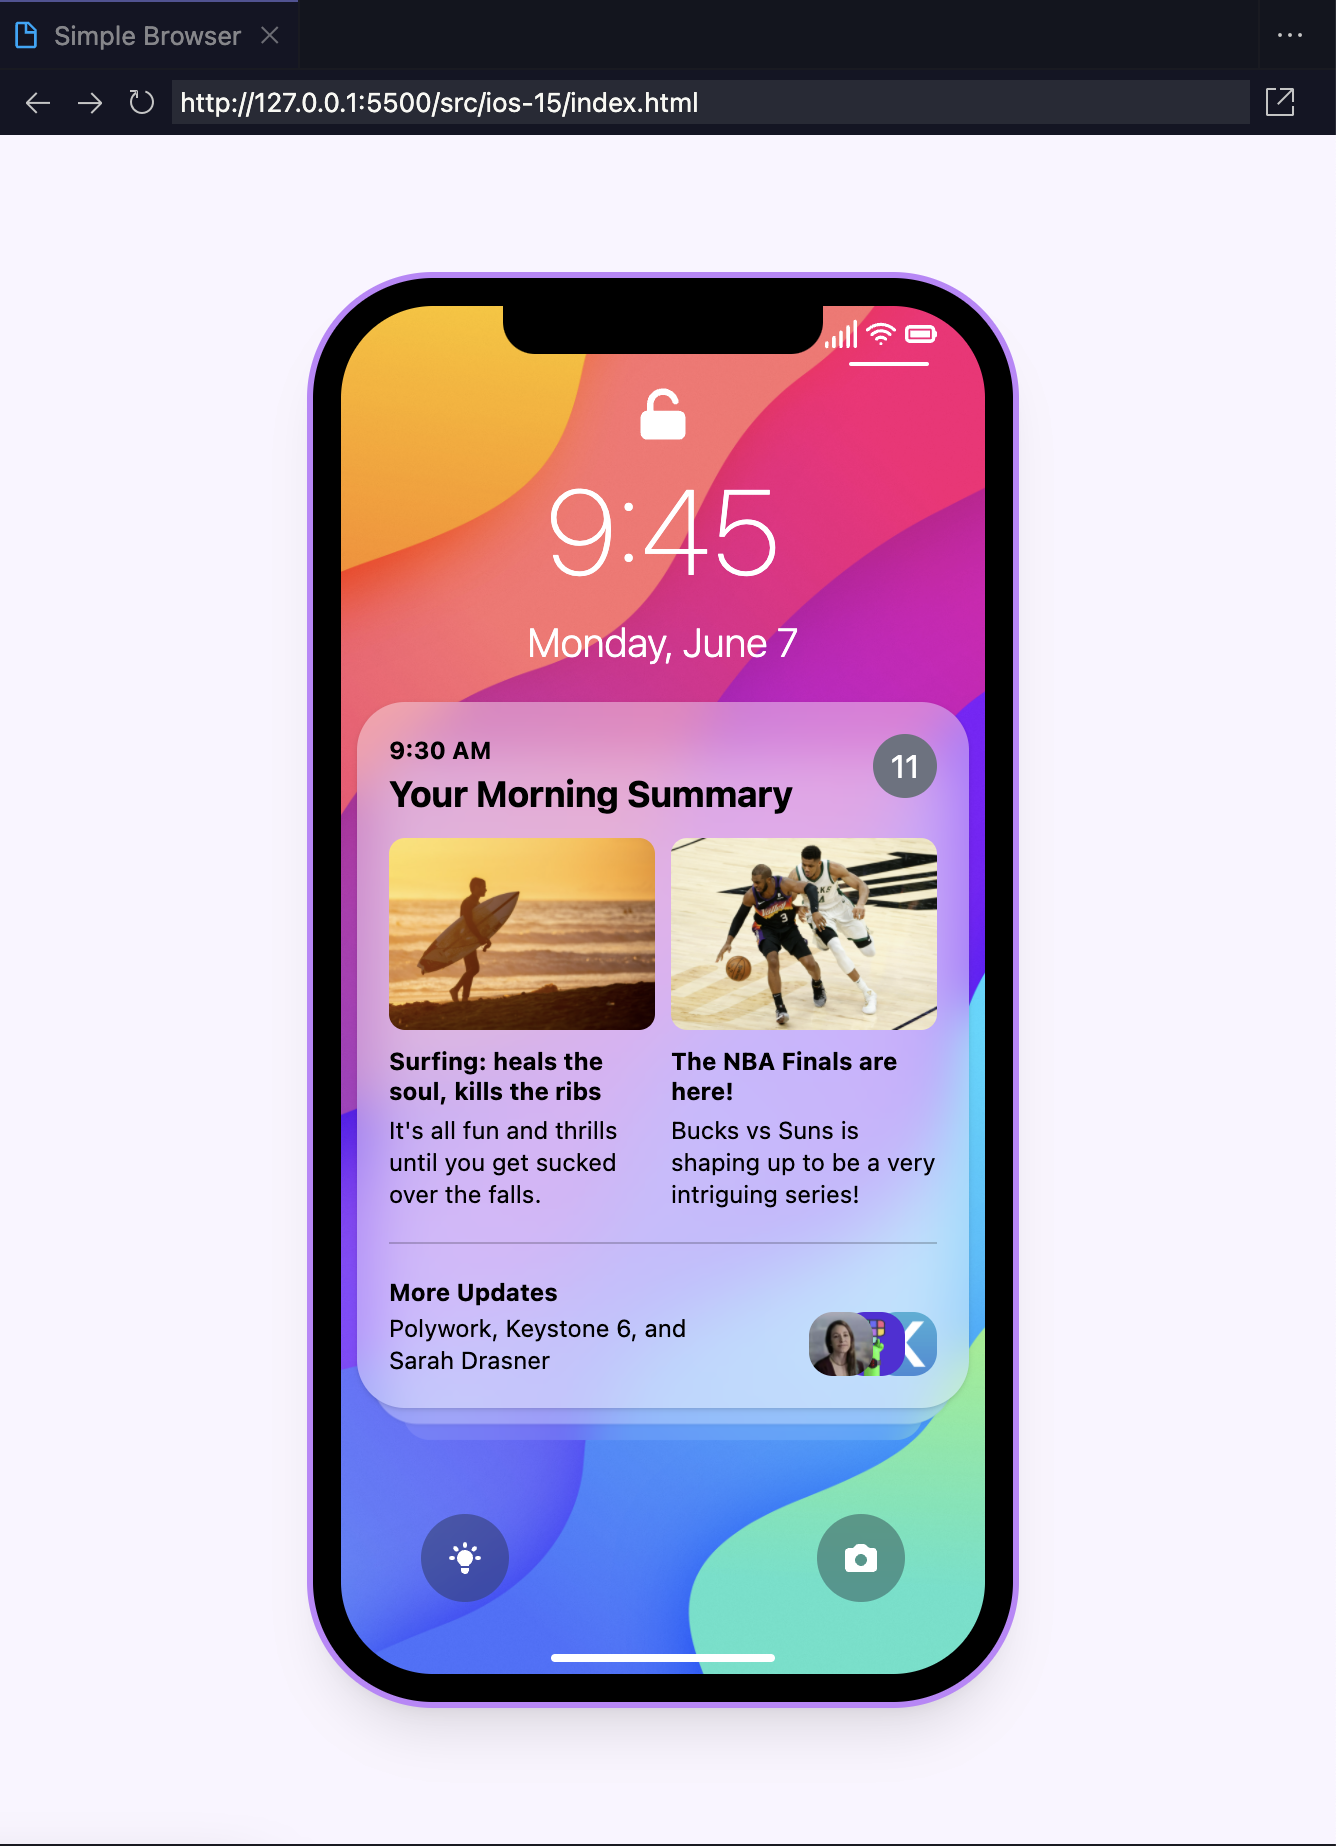 Simple Browser
http://127.0.0.1:5500/src/ios-15/index.html
9:45
Monday, June 7
9:30 AM
11
Your Morning Summary
BUCKS
3
Surfing: heals the
soul, kills the ribs
It's all fun and thrills
until you get sucked
over the falls.
The NBA Finals are
here!
Bucks vs Suns is
shaping up to be a very
intriguing series!
More Updates
Polywork, Keystone 6, and
Sarah Drasner